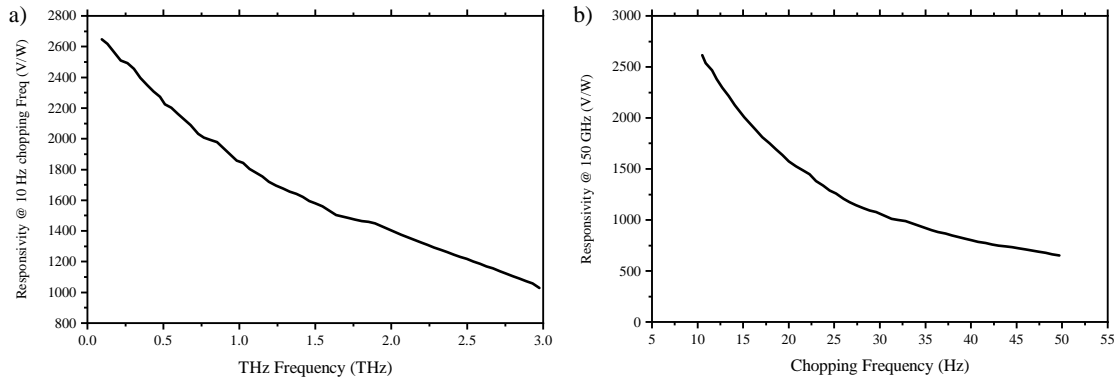 a)
Responsivity @ 10 Hz chopping Freq (V/W)
2800
2600
2400
2200
2000
1800
1600
1400
1200
1000
800
0.0 0.5 1.0 1.5 2.0 2.5 3.0
THz Frequency (THz)
b)
Responsivity @ 150 GHz (V/W)
3000
2500
2000
1500
1000
500
0
5 10 15 20 25 30 35 40 45 50 55
Chopping Frequency (Hz)